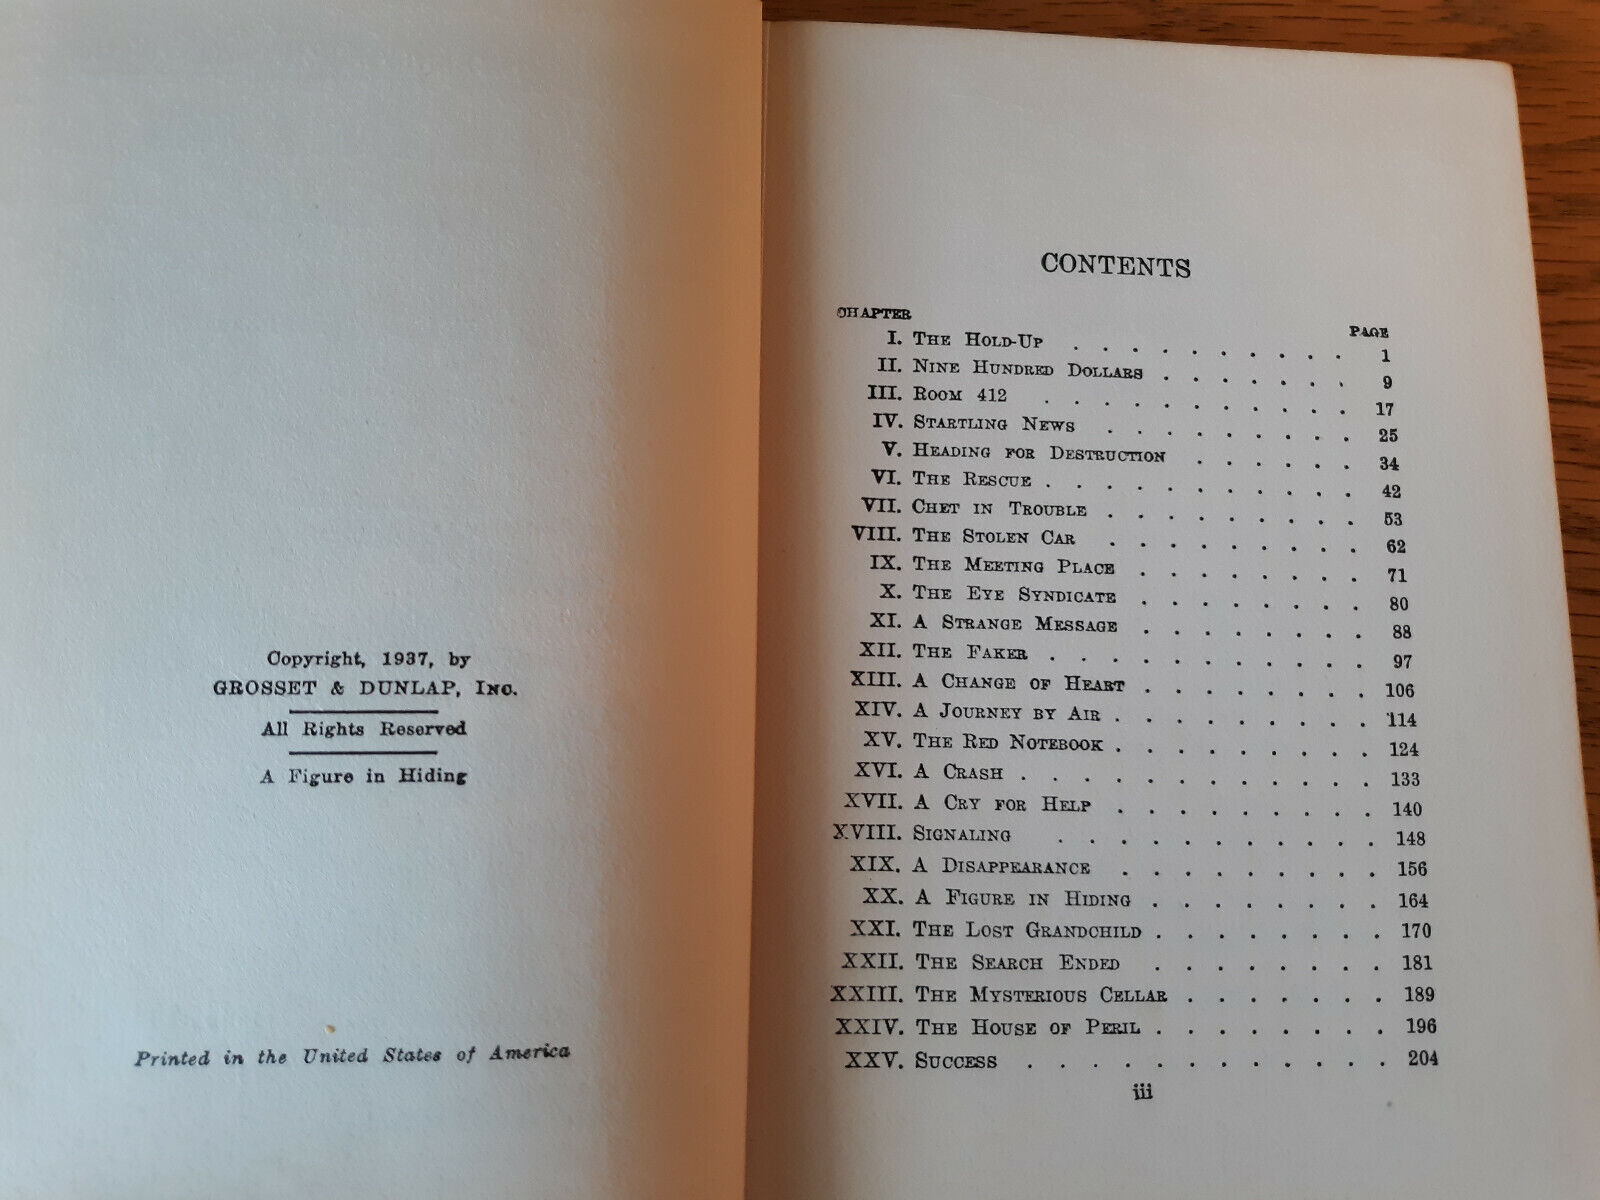 Copyright, 1937, by
GROSSET & DUNLAP, INC.
All Rights Reserved
A Figure in Hiding
Printed in the United States of America
CONTENTS
CHAPTER PAGE
I. THE HOLD-UP . . . . . . . . . . 1
II. NINE HUNDRED DOLLARS . . . . . . . 9
III. ROOM 412 . . . . . . . . . . 17
IV. STARTLING NEWS . . . . . . . . . 25
V. HEADING FOR DESTRUCTION . . . . . . 34
VI. THE RESCUE . . . . . . . . . . . 42
VII. CHET IN TROUBLE . . . . . . . . . 53
VIII. THE STOLEN CAR . . . . . . . . . 62
IX. THE MEETING PLACE . . . . . . . . 71
X. THE EYE SYNDICATE . . . . . . . . 80
XI. A STRANGE MESSAGE . . . . . . . . 88
XII. THE FAKER . . . . . . . . . . . 97
XIII. A CHANGE OF HEART . . . . . . . . 106
XIV. A JOURNEY BY AIR . . . . . . . . . 114
XV. THE RED NOTEBOOK . . . . . . . . . 124
XVI. A CRASH . . . . . . . . . . . . 133
XVII. A CRY FOR HELP . . . . . . . . . 140
XVIII. SIGNALING . . . . . . . . . . . 148
XIX. A DISAPPEARANCE . . . . . . . . . 156
XX. A FIGURE IN HIDING . . . . . . . . 164
XXI. THE LOST GRANDCHILD . . . . . . . . 170
XXII. THE SEARCH ENDED . . . . . . . . 181
XXIII. THE MYSTERIOUS CELLAR . . . . . . . 189
XXIV. THE HOUSE OF PERIL . . . . . . . . 196
XXV. SUCCESS . . . . . . . . . . . . 204
iii